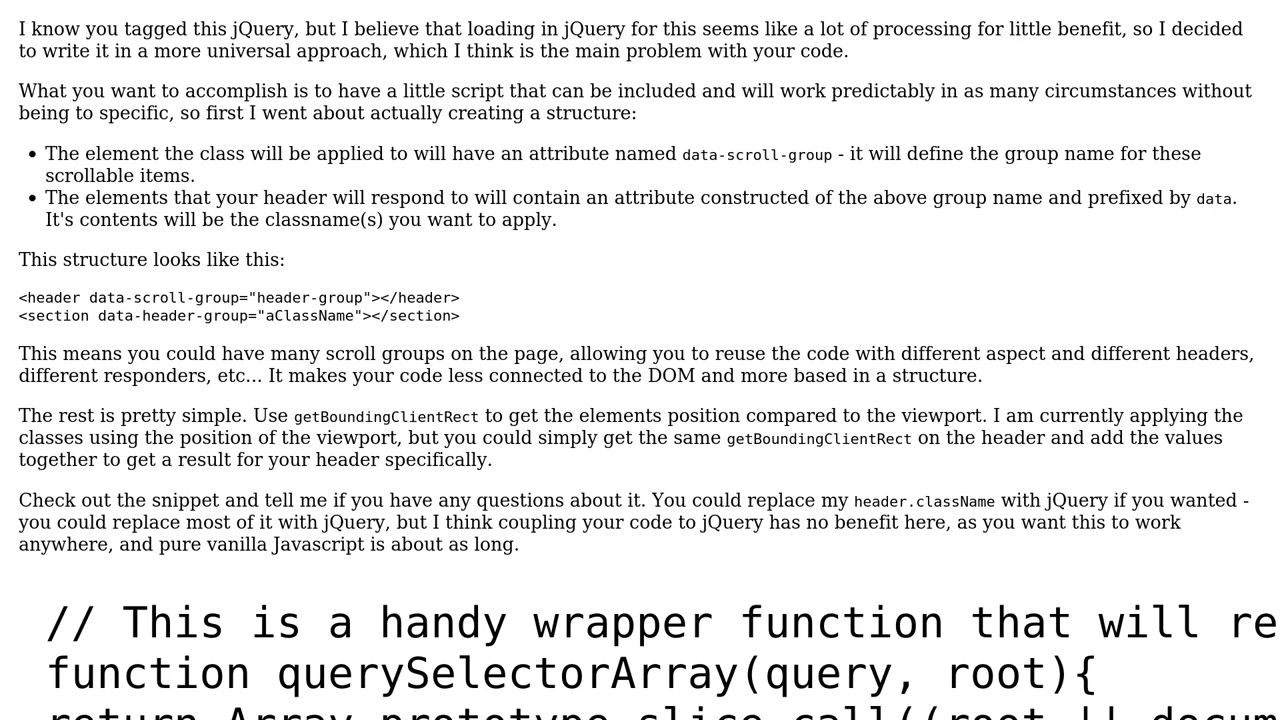 I know you tagged this jQuery, but I believe that loading in jQuery for this seems like a lot of processing for little benefit, so I decided
to write it in a more universal approach, which I think is the main problem with your code.
What you want to accomplish is to have a little script that can be included and will work predictably in as many circumstances without
being to specific, so first I went about actually creating a structure:
• The element the class will be applied to will have an attribute named data-scroll-group - it will define the group name for these
scrollable items.
• The elements that your header will respond to will contain an attribute constructed of the above group name and prefixed by data.
It's contents will be the classname(s) you want to apply.
This structure looks like this:
<header data-scroll-group="header-group"></header>
<section data-header-group="aClassName"></section>
This means you could have many scroll groups on the page, allowing you to reuse the code with different aspect and different headers,
different responders, etc... It makes your code less connected to the DOM and more based in a structure.
The rest is pretty simple. Use getBoundingClientRect to get the elements position compared to the viewport. I am currently applying the
classes using the position of the viewport, but you could simply get the same getBoundingClientRect on the header and add the values
together to get a result for your header specifically.
Check out the snippet and tell me if you have any questions about it. You could replace my header.className with jQuery if you wanted -
you could replace most of it with jQuery, but I think coupling your code to jQuery has no benefit here, as you want this to work
anywhere, and pure vanilla Javascript is about as long.
// This is a handy wrapper function that will re
function querySelectorArray(query, root){
return Array.prototype.slice.call((root || docum